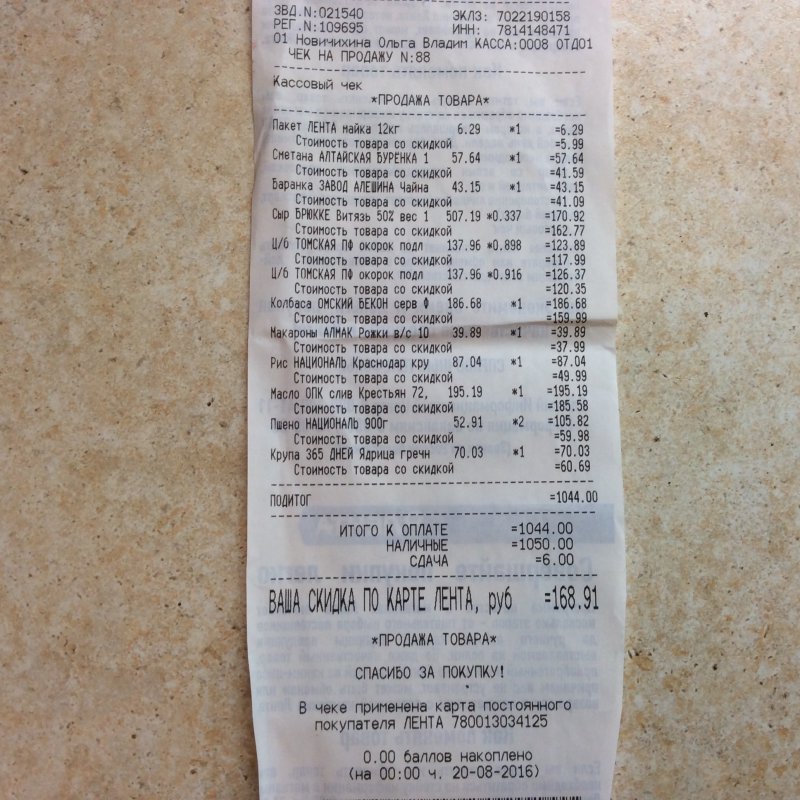 ЗВД.N:021540 ЭКЛЗ: 7022190158
РЕГ.N:109695 ИНН: 7814148471
01 Новичихина Ольга Владим КАССА:0008 ОТД01
ЧЕК НА ПРОДАЖУ N:88
Кассовый чек
*ПРОДАЖА ТОВАРА*
Пакет ЛЕНТА майка 12кг 6.29 *1 =6.29
Стоимость товара со скидкой =5.99
Сметана АЛТАЙСКАЯ БУРЕНКА 1 57.64 *1 =57.64
Стоимость товара со скидкой =41.59
Баранка ЗАВОД АЛЕШИНА Чайна 43.15 *1 =43.15
Стоимость товара со скидкой =41.09
Сыр БРЮККЕ Витязь 50% вес 1 507.19 *0.337 =170.92
Стоимость товара со скидкой =162.77
Ц/б ТОМСКАЯ ПФ окорок подл 137.96 *0.898 =123.89
Стоимость товара со скидкой =117.99
Ц/б ТОМСКАЯ ПФ окорок подл 137.96 *0.916 =126.37
Стоимость товара со скидкой =120.35
Колбаса ОМСКИЙ БЕКОН серв Ф 186.68 *1 =186.68
Стоимость товара со скидкой =159.99
Макароны АЛМАК Рожки в/с 10 39.89 *1 =39.89
Стоимость товара со скидкой =37.99
Рис НАЦИОНАЛЬ Краснодар кру 87.04 *1 =87.04
Стоимость товара со скидкой =49.99
Масло ОПК слив Крестьян 72, 195.19 *1 =195.19
Стоимость товара со скидкой =185.58
Пшено НАЦИОНАЛЬ 900г 52.91 *2 =105.82
Стоимость товара со скидкой =59.98
Крупа 365 ДНЕЙ Ядрица гречн 70.03 *1 =70.03
Стоимость товара со скидкой =60.69
ПОДИТОГ =1044.00
ИТОГО К ОПЛАТЕ =1044.00
НАЛИЧНЫЕ =1050.00
СДАЧА =6.00
ВАША СКИДКА ПО КАРТЕ ЛЕНТА, руб =168.91
*ПРОДАЖА ТОВАРА*
СПАСИБО ЗА ПОКУПКУ!
В чеке применена карта постоянного
покупателя ЛЕНТА 780013034125
0.00 баллов накоплено
(на 00:00 ч. 20-08-2016)